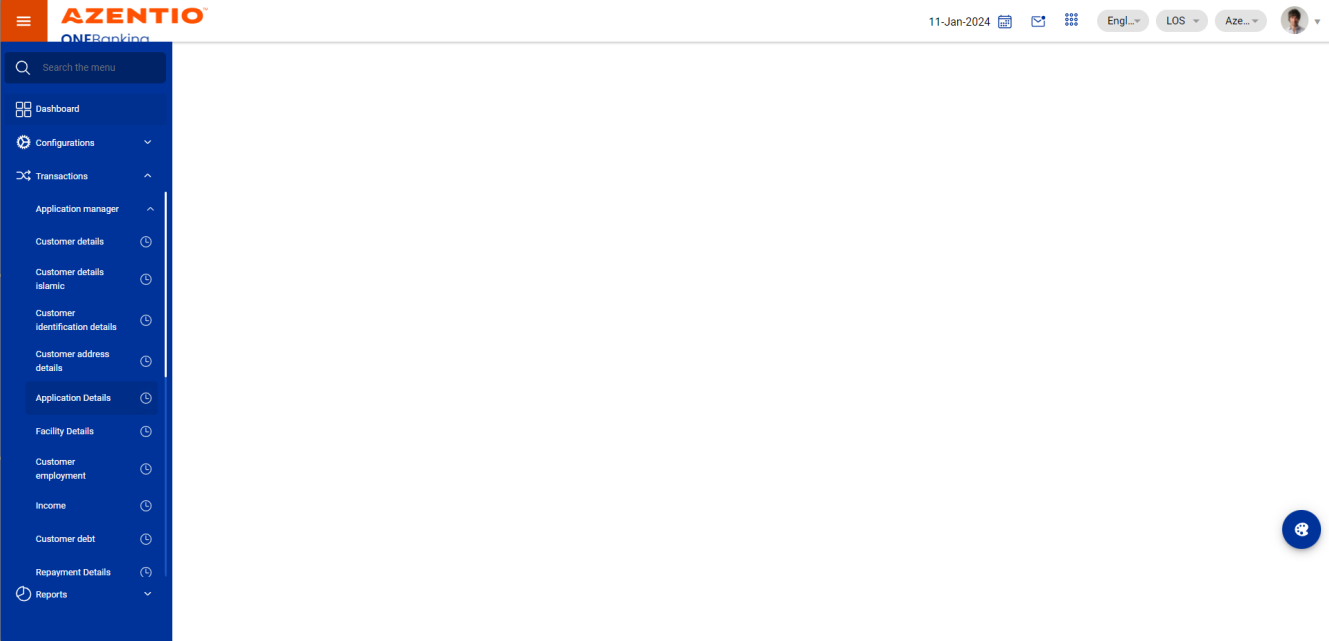 AZENTIO™
ONEBanking
11-Jan-2024
Engl...
LOS
Aze...
Search the menu
Dashboard
Configurations
Transactions
Application manager
Customer details
Customer details
islamic
Customer
identification details
Customer address
details
Application Details
Facility Details
Customer
employment
Income
Customer debt
Repayment Details
Reports